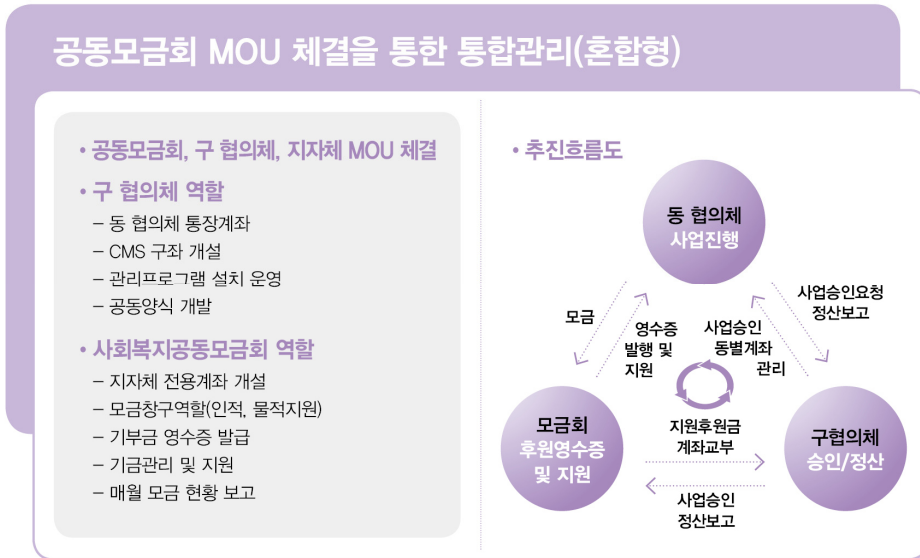 공동모금회 MOU 체결을 통한 통합관리(혼합형)
• 공동모금회, 구 협의체, 지자체 MOU 체결
• 구 협의체 역할
– 동 협의체 통장계좌
– CMS 구좌 개설
– 관리프로그램 설치 운영
– 공동양식 개발
• 사회복지공동모금회 역할
– 지자체 전용계좌 개설
– 모금창구역할(인적, 물적지원)
– 기부금 영수증 발급
– 기금관리 및 지원
– 매월 모금 현황 보고
• 추진흐름도
동 협의체
사업진행
모금
영수증
발행 및
지원
사업승인
동별계좌
관리
사업승인요청
정산보고
모금회
후원영수증
및 지원
지원후원금
계좌교부
구협의체
승인/정산
사업승인
정산보고